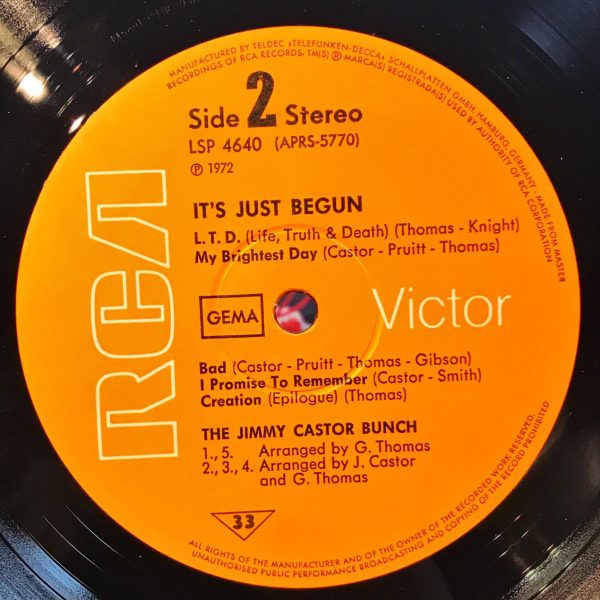 MANUFACTURED BY TELDEC »TELEFUNKEN-DECCA« SCHALLPLATTEN GMBH, HAMBURG, GERMANY · MADE FROM MASTER
RECORDINGS OF RCA RECORDS. TM(S) ® MARCA(S) REGISTRADA(S) USED BY AUTHORITY OF RCA CORPORATION
Side 2 Stereo
LSP 4640 (APRS-5770)
℗ 1972
RCA
IT'S JUST BEGUN
L. T. D. (Life, Truth & Death) (Thomas - Knight)
My Brightest Day (Castor - Pruitt - Thomas)
GEMA
Victor
Bad (Castor - Pruitt - Thomas - Gibson)
I Promise To Remember (Castor - Smith)
Creation (Epilogue) (Thomas)
THE JIMMY CASTOR BUNCH
1., 5. Arranged by G. Thomas
2., 3., 4. Arranged by J. Castor
and G. Thomas
33
ALL RIGHTS OF THE MANUFACTURER AND OF THE OWNER OF THE RECORDED WORK RESERVED.
UNAUTHORISED PUBLIC PERFORMANCE BROADCASTING AND COPYING OF THE RECORD PROHIBITED